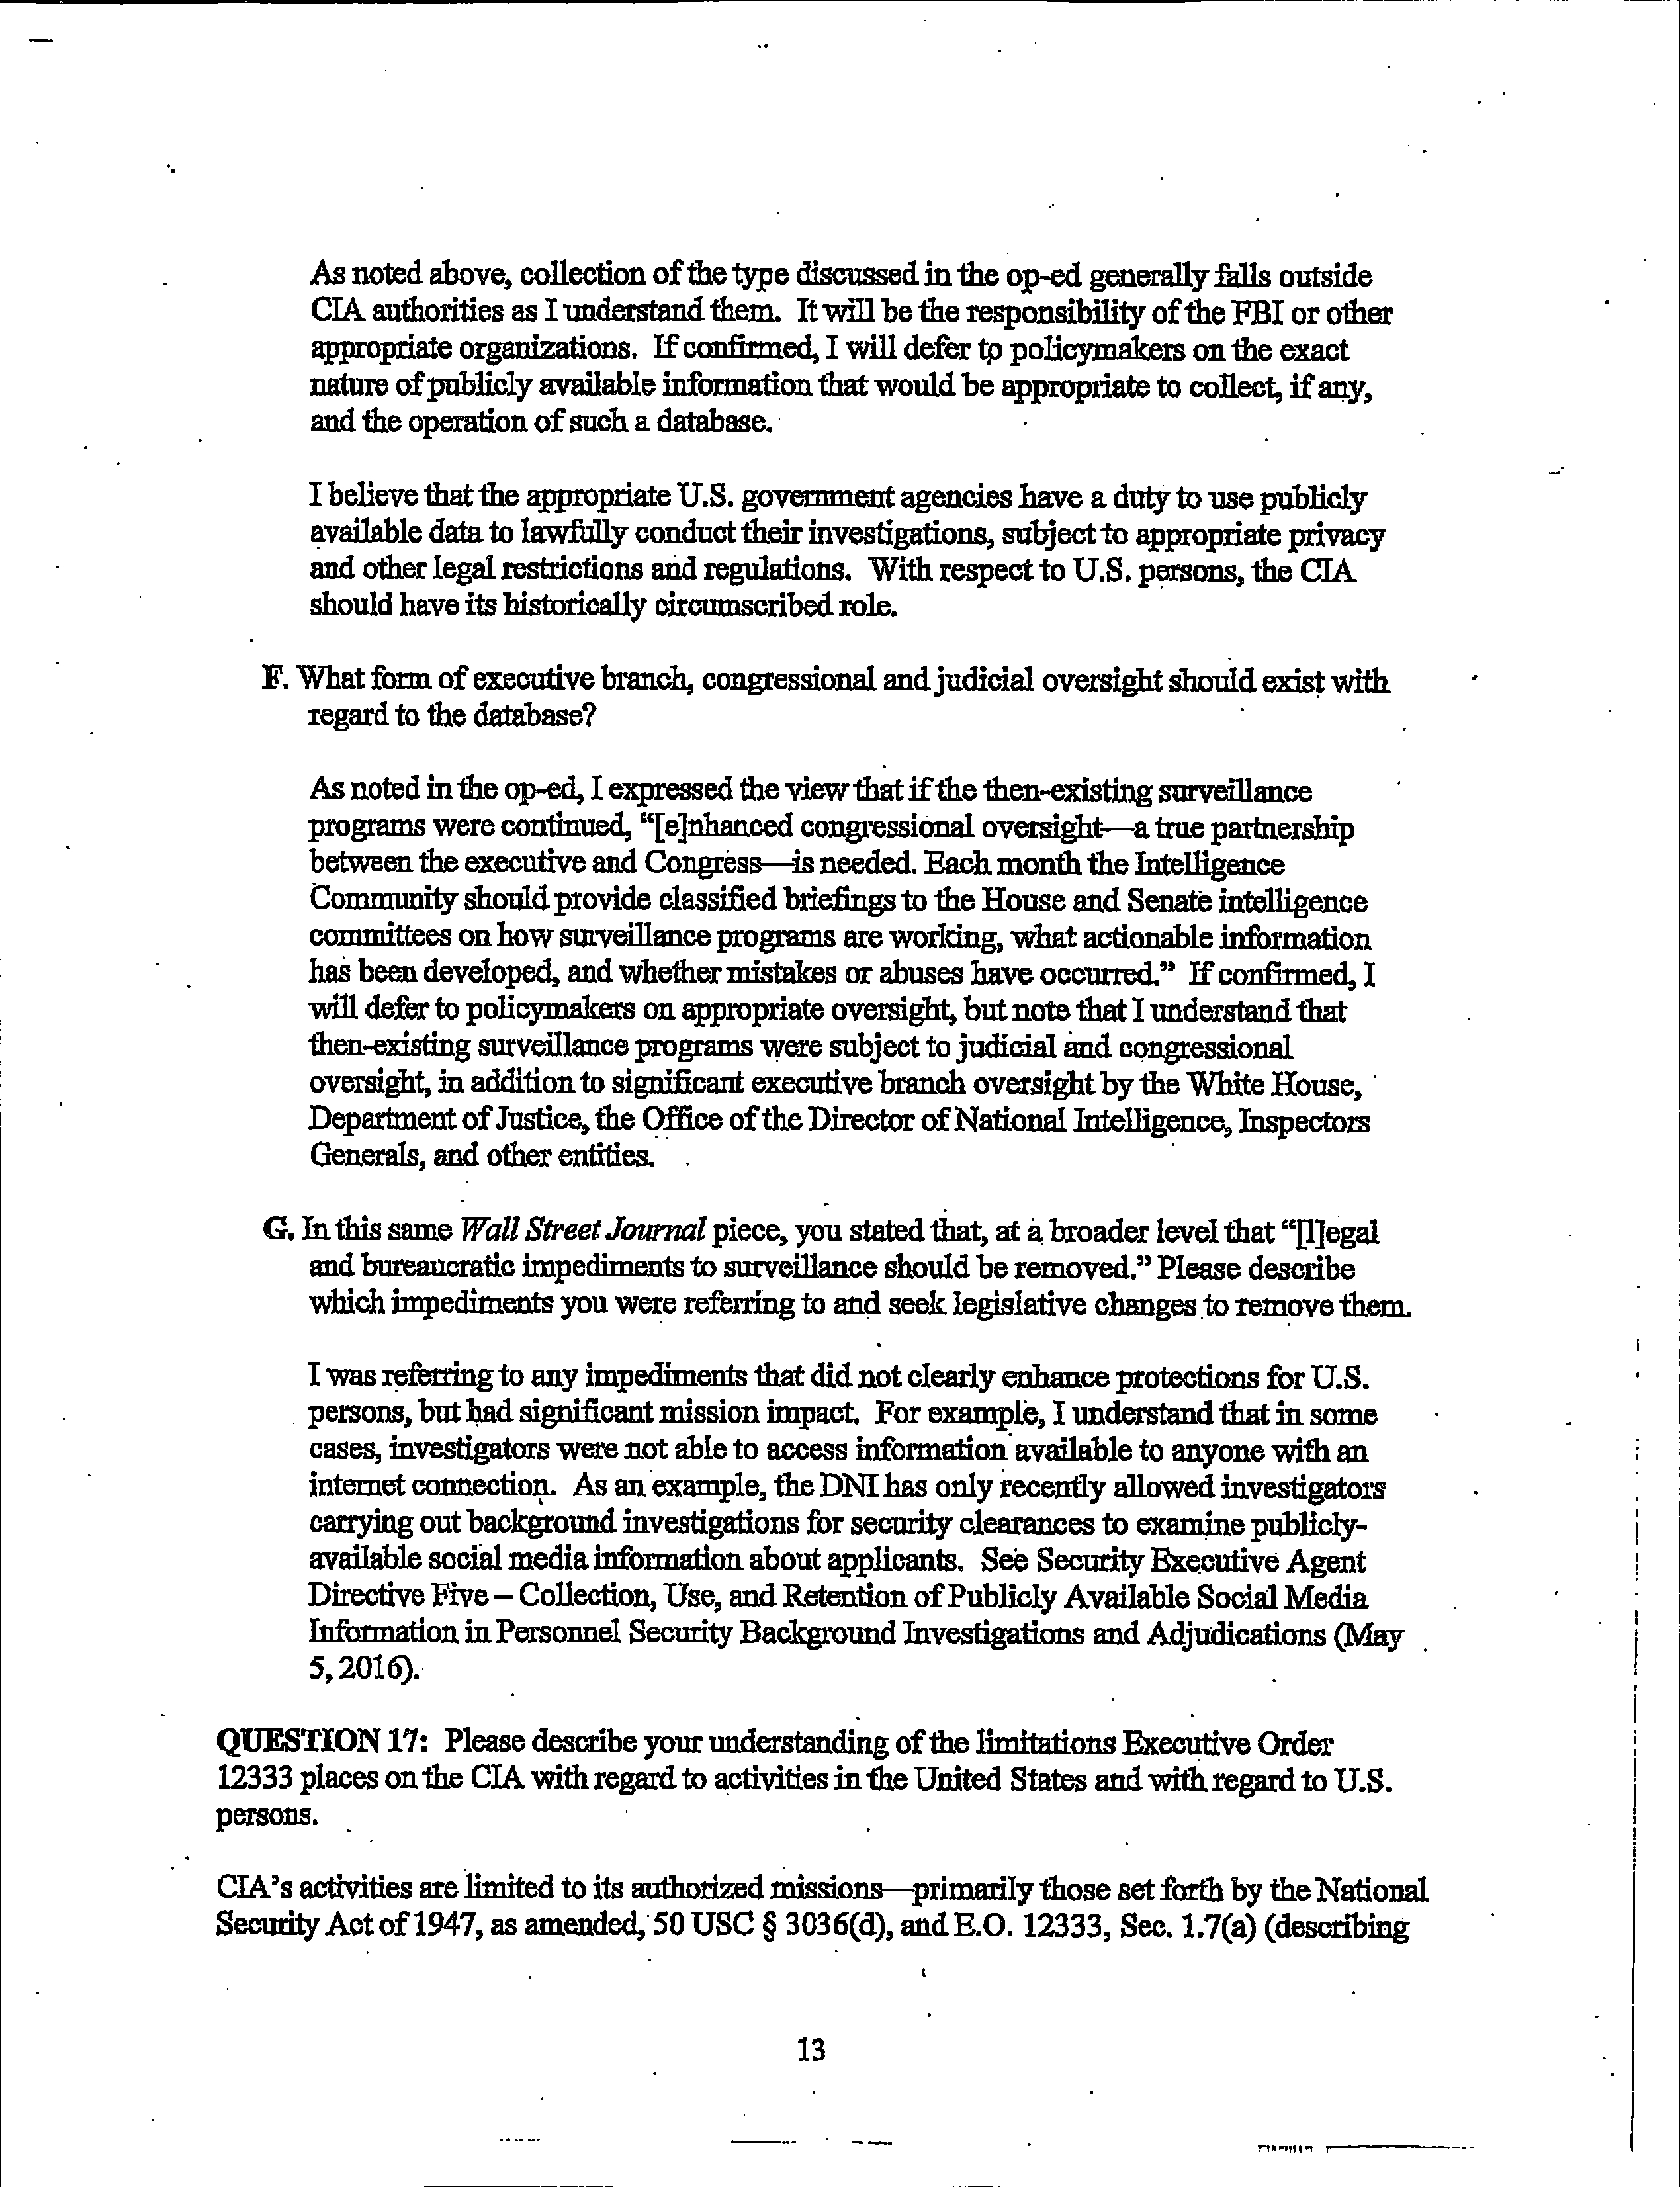 As noted above, collection of the type discussed in the op-ed generally falls outside
CIA authorities as I understand them. It will be the responsibility of the FBI or other
appropriate organizations. If confirmed, I will defer to policymakers on the exact
nature of publicly available information that would be appropriate to collect, if any,
and the operation of such a database.
I believe that the appropriate U.S. government agencies have a duty to use publicly
available data to lawfully conduct their investigations, subject to appropriate privacy
and other legal restrictions and regulations. With respect to U.S. persons, the CIA
should have its historically circumscribed role.
F. What form of executive branch, congressional and judicial oversight should exist with
regard to the database?
As noted in the op-ed, I expressed the view that if the then-existing surveillance
programs were continued, “[e]nhanced congressional oversight—a true partnership
between the executive and Congress—is needed. Each month the Intelligence
Community should provide classified briefings to the House and Senate intelligence
committees on how surveillance programs are working, what actionable information
has been developed, and whether mistakes or abuses have occurred.” If confirmed, I
will defer to policymakers on appropriate oversight, but note that I understand that
then-existing surveillance programs were subject to judicial and congressional
oversight, in addition to significant executive branch oversight by the White House,
Department of Justice, the Office of the Director of National Intelligence, Inspectors
Generals, and other entities.
G. In this same Wall Street Journal piece, you stated that, at a broader level that “[l]egal
and bureaucratic impediments to surveillance should be removed.” Please describe
which impediments you were referring to and seek legislative changes to remove them.
I was referring to any impediments that did not clearly enhance protections for U.S.
persons, but had significant mission impact. For example, I understand that in some
cases, investigators were not able to access information available to anyone with an
internet connection. As an example, the DNI has only recently allowed investigators
carrying out background investigations for security clearances to examine publicly-
available social media information about applicants. See Security Executive Agent
Directive Five – Collection, Use, and Retention of Publicly Available Social Media
Information in Personnel Security Background Investigations and Adjudications (May
5, 2016).
QUESTION 17: Please describe your understanding of the limitations Executive Order
12333 places on the CIA with regard to activities in the United States and with regard to U.S.
persons.
CIA’s activities are limited to its authorized missions—primarily those set forth by the National
Security Act of 1947, as amended, 50 USC § 3036(d), and E.O. 12333, Sec. 1.7(a) (describing
13